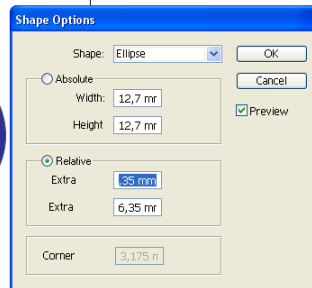 Shape Options
Shape: Ellipse
OK
Absolute
Cancel
Width: 12,7 mr
Preview
Height 12,7 mr
Relative
Extra ,35 mm
Extra 6,35 mr
Corner 3,175 n